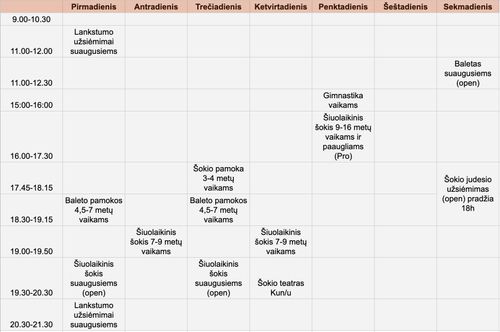 Pirmadienis Antradienis Trečiadienis Ketvirtadienis Penktadienis Šeštadienis Sekmadienis
9.00-10.30
Lankstumo
užsiėmimai
11.00-12.00 suaugusiems
Baletas
suaugusiems
11.00-12.30 (open)
Gimnastika
15:00-16:00 vaikams
Šiuolaikinis
šokis 9-16 metų
vaikams ir
paaugliams
16.00-17.30 (Pro)
Šokio pamoka
3-4 metų
17.45-18.15 vaikams
Šokio judesio
užsiėmimas
(open) pradžia
18h
Baleto pamokos Baleto pamokos
4,5-7 metų 4,5-7 metų
18.30-19.15 vaikams vaikams
Šiuolaikinis Šiuolaikinis
šokis 7-9 metų šokis 7-9 metų
19.00-19.50 vaikams vaikams
Šiuolaikinis Šiuolaikinis
šokis šokis Šokio teatras
suaugusiems suaugusiems Kun/u
19.30-20.30 (open) (open)
Lankstumo
užsiėmimai
20.30-21.30 suaugusiems